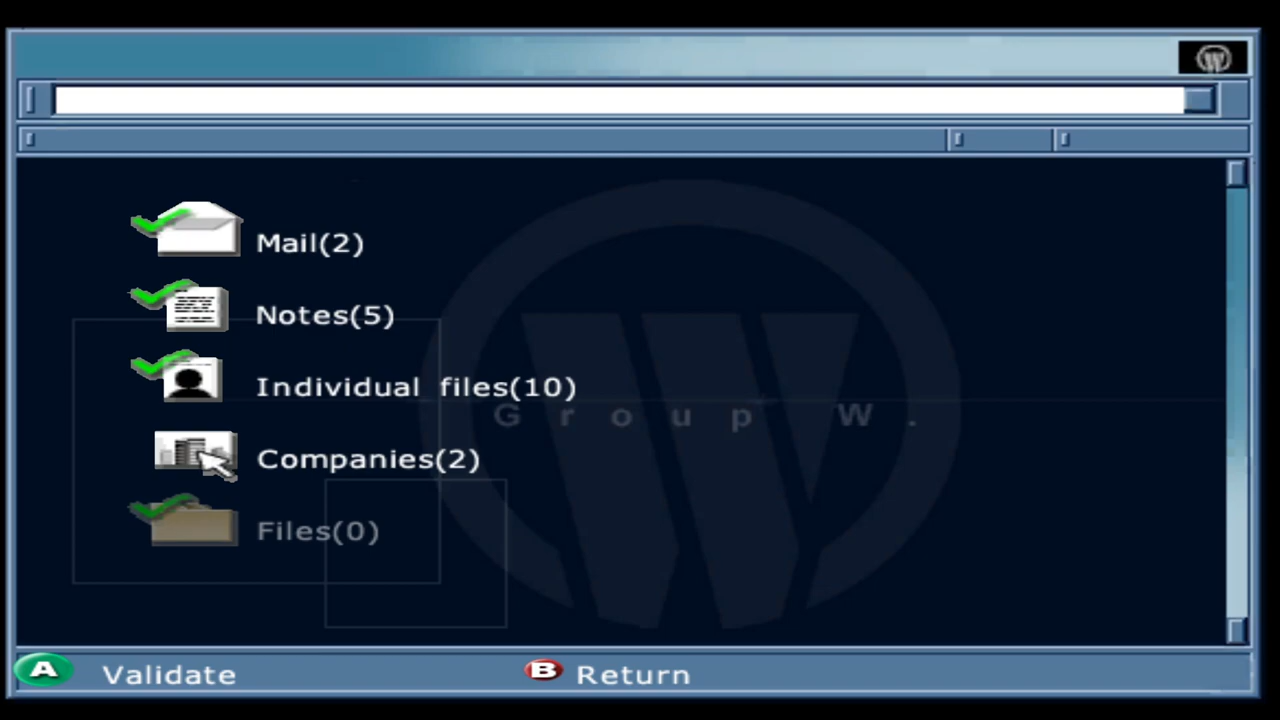 W
Mail(2)
Notes(5)
Individual files(10)
Group W.
Companies(2)
Files(0)
A Validate
B Return